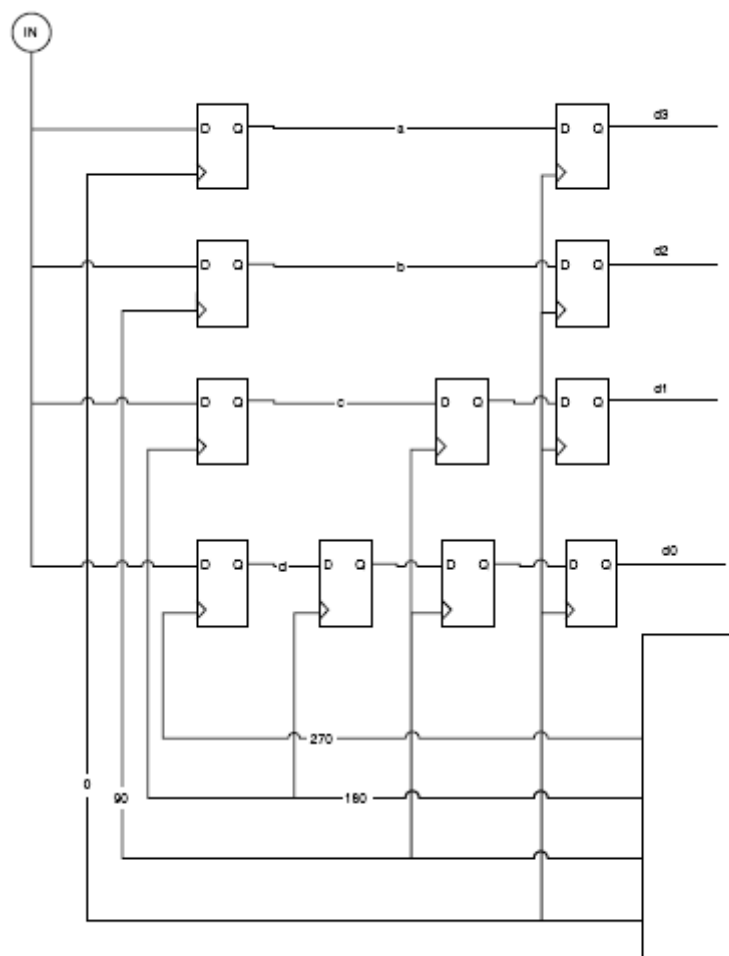 IN
D Q a D Q d3
D Q b D Q d2
D Q c D Q D Q d1
D Q d D Q D Q D Q d0
270
0
90 180